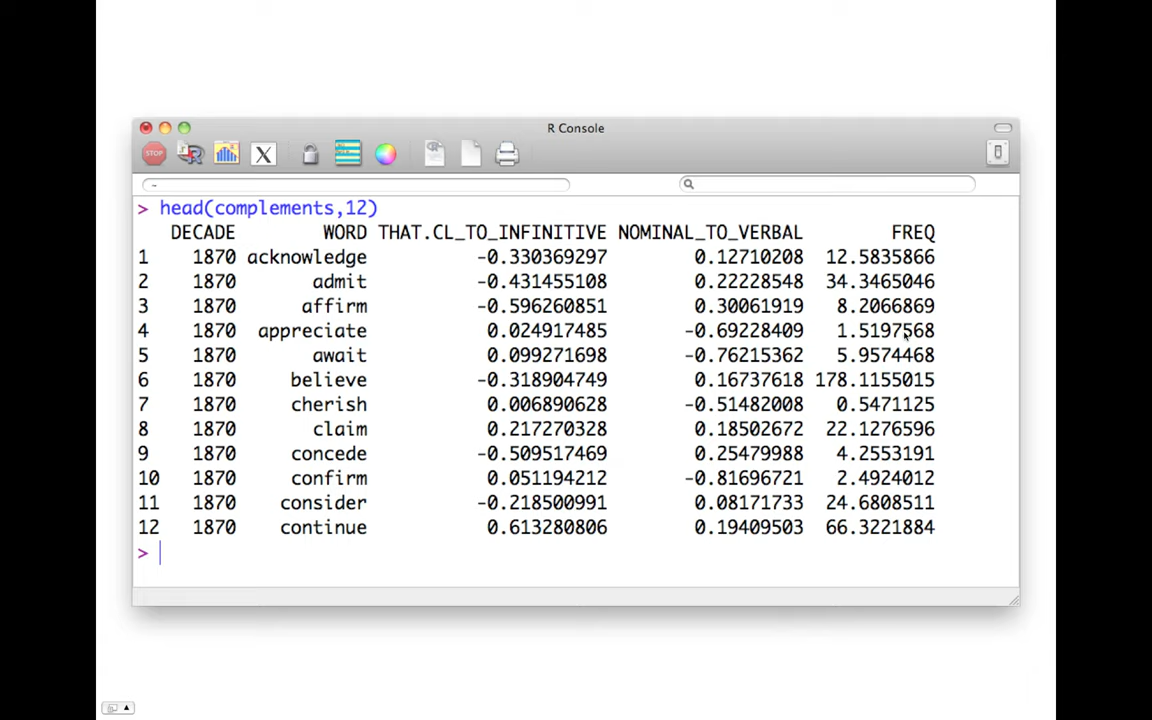 R Console
STOP
R
X
~
> head(complements,12)
DECADE WORD THAT.CL_TO_INFINITIVE NOMINAL_TO_VERBAL FREQ
1 1870 acknowledge -0.330369297 0.12710208 12.5835866
2 1870 admit -0.431455108 0.22228548 34.3465046
3 1870 affirm -0.596260851 0.30061919 8.2066869
4 1870 appreciate 0.024917485 -0.69228409 1.5197568
5 1870 await 0.099271698 -0.76215362 5.9574468
6 1870 believe -0.318904749 0.16737618 178.1155015
7 1870 cherish 0.006890628 -0.51482008 0.5471125
8 1870 claim 0.217270328 0.18502672 22.1276596
9 1870 concede -0.509517469 0.25479988 4.2553191
10 1870 confirm 0.051194212 -0.81696721 2.4924012
11 1870 consider -0.218500991 0.08171733 24.6808511
12 1870 continue 0.613280806 0.19409503 66.3221884
>